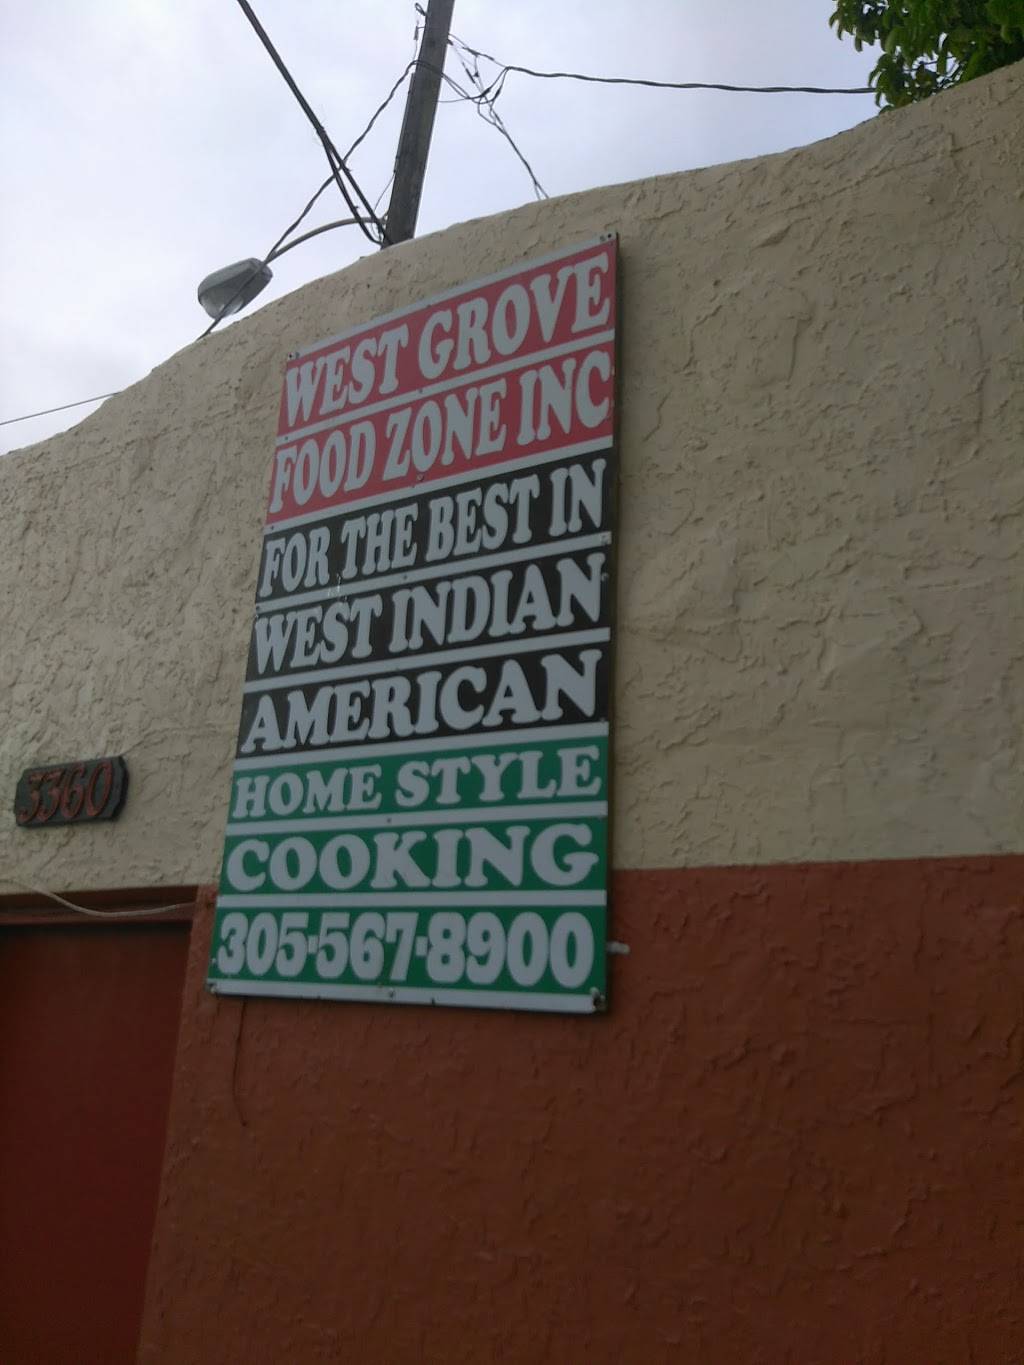 WEST GROVE
FOOD ZONE INC
FOR THE BEST IN
WEST INDIAN
AMERICAN
HOME STYLE
COOKING
305-567-8900
3360